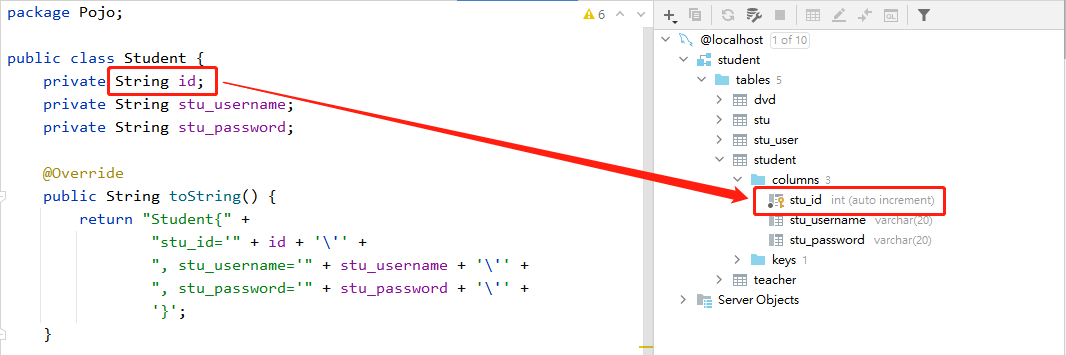 package Pojo;
6
public class Student {
private String id;
private String stu_username;
private String stu_password;
@Override
public String toString() {
return "Student{" +
"stu_id='" + id + '\'' +
", stu_username='" + stu_username + '\'' +
", stu_password='" + stu_password + '\'' +
'}';
}
QL
@localhost 1 of 10
student
tables 5
dvd
stu
stu_user
student
columns 3
stu_id int (auto increment)
stu_username varchar(20)
stu_password varchar(20)
keys 1
teacher
Server Objects